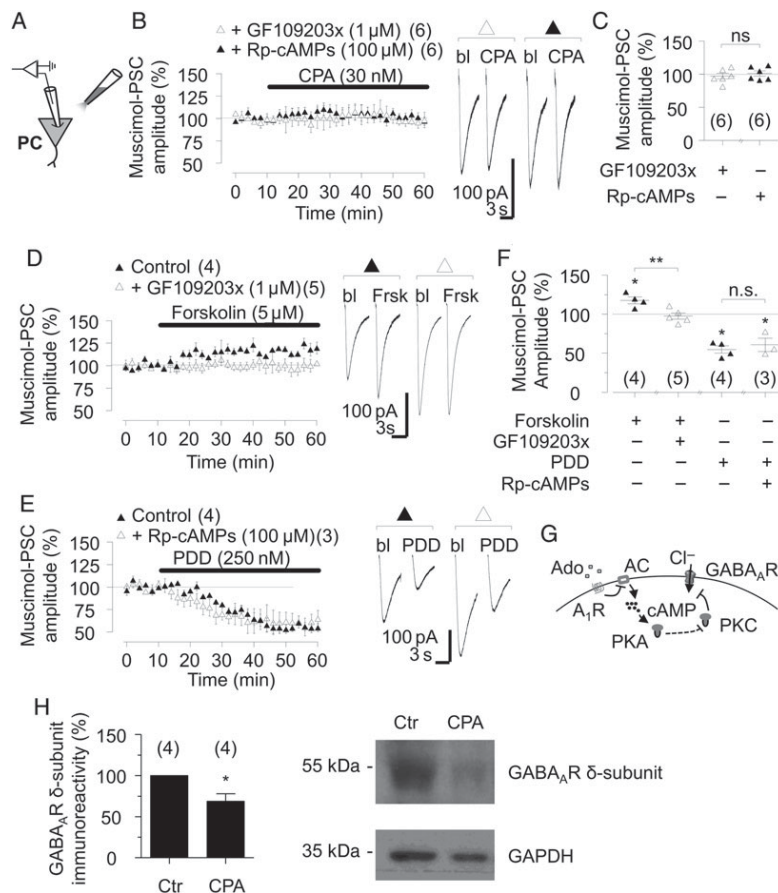 A
PC
B
+ GF109203x (1 µM) (6)
+ Rp-cAMPs (100 µM) (6)
CPA (30 nM)
Muscimol-PSC
amplitude (%)
150
125
100
75
50
0 10 20 30 40 50 60
Time (min)
bl CPA bl CPA
100 pA
3 s
C
ns
Muscimol-PSC
amplitude (%)
150
100
50
0
(6) (6)
GF109203x + –
Rp-cAMPs – +
D
Control (4)
+ GF109203x (1 µM)(5)
Forskolin (5 µM)
Muscimol-PSC
amplitude (%)
150
125
100
75
50
0 10 20 30 40 50 60
Time (min)
bl Frsk bl Frsk
100 pA
3s
E
Control (4)
+ Rp-cAMPs (100 µM)(3)
PDD (250 nM)
Muscimol-PSC
amplitude (%)
150
125
100
75
50
0 10 20 30 40 50 60
Time (min)
bl PDD bl PDD
100 pA
3 s
F
**
n.s.
* * *
Muscimol-PSC
Amplitude (%)
150
100
50
0
(4) (5) (4) (3)
Forskolin + + – –
GF109203x – + – –
PDD – – + +
Rp-cAMPs – – – +
G
Ado
AC
Cl–
GABAAR
A1R
cAMP
PKA
PKC
H
GABAAR δ-subunit
immunoreactivity (%)
150
125
100
75
50
25
0
(4) (4)
*
Ctr CPA
Ctr CPA
55 kDa -
GABAAR δ-subunit
35 kDa -
GAPDH